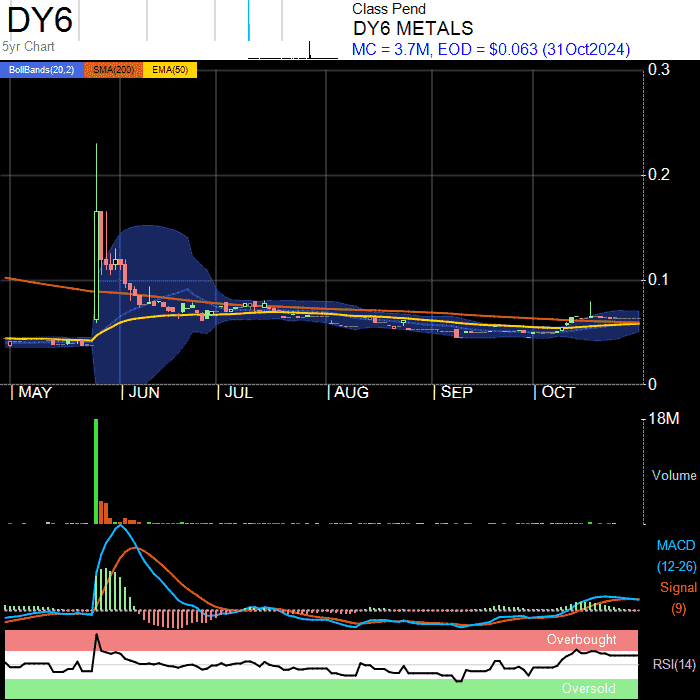 DY6
Class Pend
DY6 METALS
5yr Chart
MC = 3.7M, EOD = $0.063 (31Oct2024)
BollBands(20,2) SMA(200) EMA(50)
0.3
0.2
0.1
0
MAY JUN JUL AUG SEP OCT
18M
Volume
MACD
(12-26)
Signal
(9)
Overbought
RSI(14)
Oversold